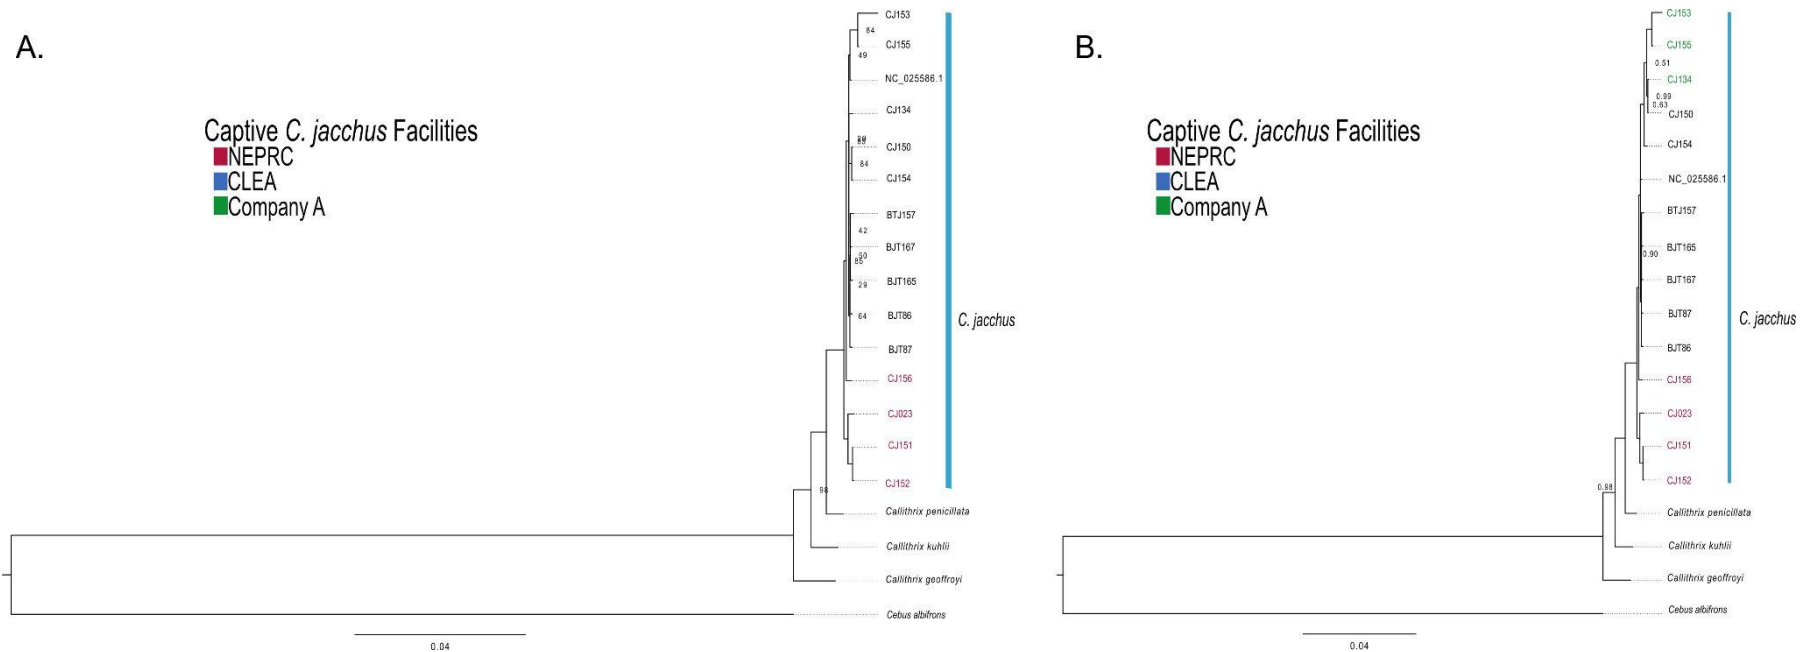 A.
Captive C. jacchus Facilities
NEPRC
CLEA
Company A
CJ153
84
CJ155
49
NC_025586.1
CJ134
CJ150
84
CJ154
BTJ157
42
BJT167
50
BJT165
29
BJT86
64
BJT87
CJ156
CJ023
CJ151
CJ152
98
C. jacchus
Callithrix penicillata
Callithrix kuhlii
Callithrix geoffroyi
Cebus albifrons
0.04
B.
Captive C. jacchus Facilities
NEPRC
CLEA
Company A
CJ153
CJ155
0.51
CJ134
0.99
0.63
CJ150
CJ154
NC_025586.1
BTJ157
BJT165
0.90
BJT167
BJT87
BJT86
CJ156
CJ023
CJ151
CJ152
0.98
C. jacchus
Callithrix penicillata
Callithrix kuhlii
Callithrix geoffroyi
Cebus albifrons
0.04